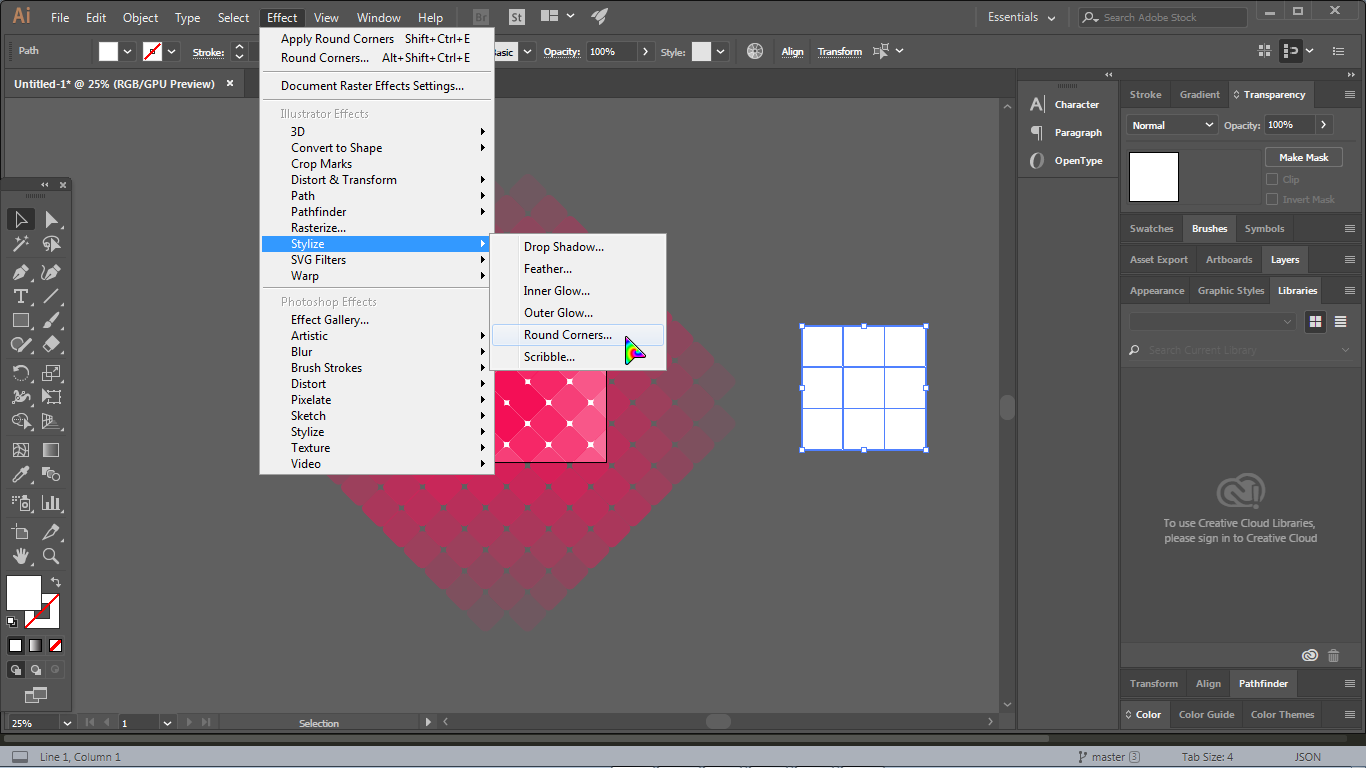 Ai File Edit Object Type Select Effect View Window Help Br St Essentials Search Adobe Stock
Path Stroke: Basic Opacity: 100% Style: Align Transform
Untitled-1* @ 25% (RGB/GPU Preview) ×
Apply Round Corners Shift+Ctrl+E
Round Corners... Alt+Shift+Ctrl+E
Document Raster Effects Settings...
Illustrator Effects
3D
Convert to Shape
Crop Marks
Distort & Transform
Path
Pathfinder
Rasterize...
Stylize
SVG Filters
Warp
Photoshop Effects
Effect Gallery...
Artistic
Blur
Brush Strokes
Distort
Pixelate
Sketch
Stylize
Texture
Video
Drop Shadow...
Feather...
Inner Glow...
Outer Glow...
Round Corners...
Scribble...
Character
Paragraph
OpenType
Stroke Gradient Transparency
Normal Opacity: 100%
Make Mask
Clip
Invert Mask
Swatches Brushes Symbols
Asset Export Artboards Layers
Appearance Graphic Styles Libraries
Search Current Library
To use Creative Cloud Libraries,
please sign in to Creative Cloud
Transform Align Pathfinder
Color Color Guide Color Themes
25% 1 Selection
Line 1, Column 1 master 3 Tab Size: 4 JSON